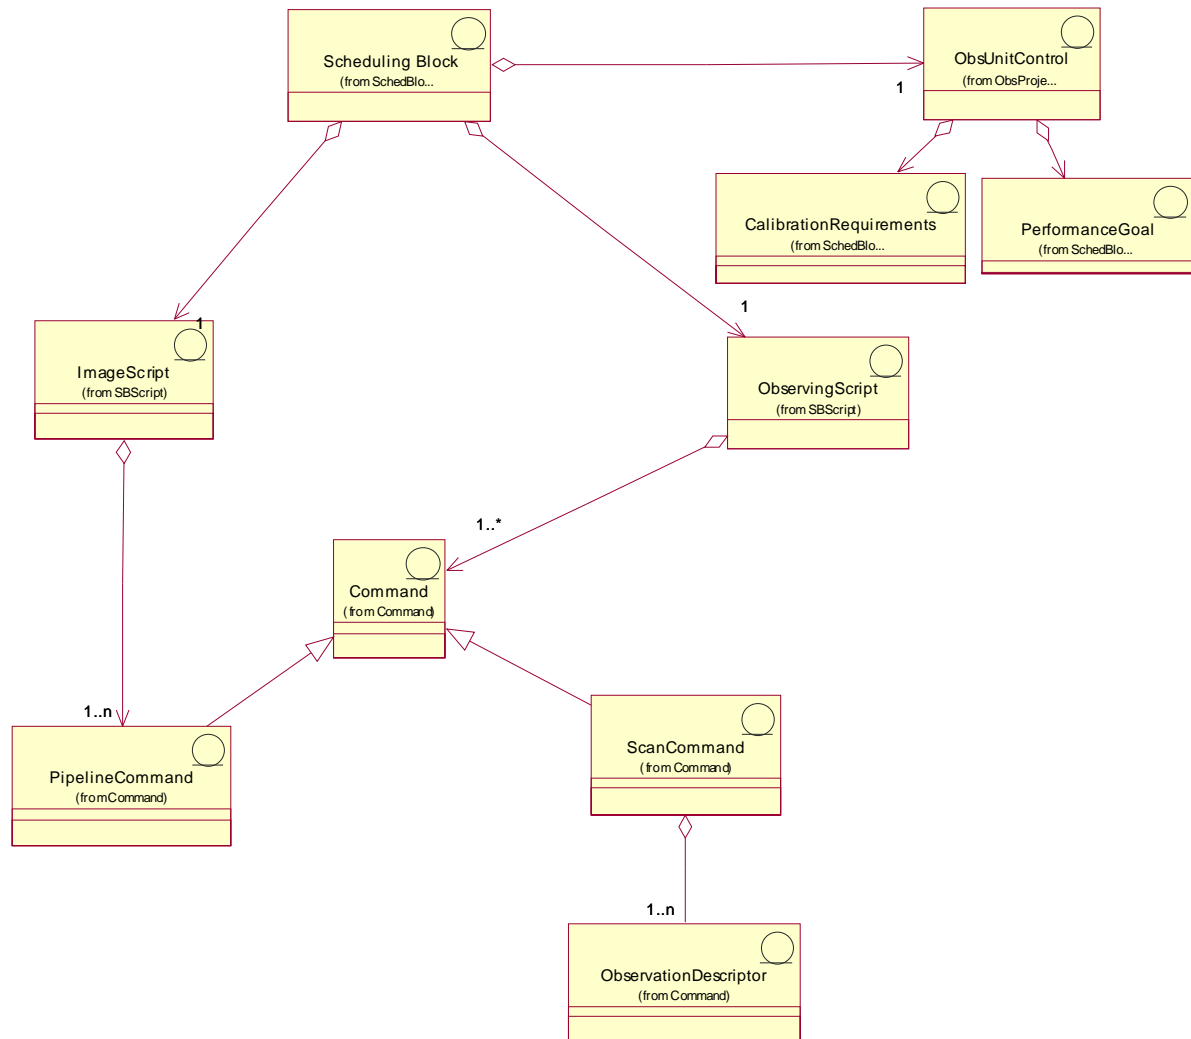 Scheduling Block
(from SchedBlo...
ObsUnitControl
(from ObsProje...
1
CalibrationRequirements
(from SchedBlo...
PerformanceGoal
(from SchedBlo...
1
1
ImageScript
(from SBScript)
ObservingScript
(from SBScript)
1..*
Command
(from Command)
1..n
PipelineCommand
(from Command)
ScanCommand
(from Command)
1..n
ObservationDescriptor
(from Command)